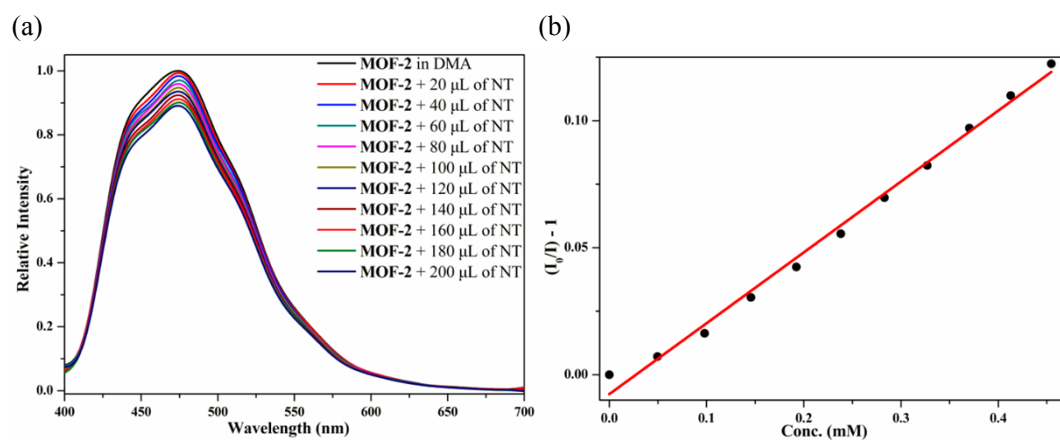 (a)
(b)
MOF-2 in DMA
MOF-2 + 20 μL of NT
MOF-2 + 40 μL of NT
MOF-2 + 60 μL of NT
MOF-2 + 80 μL of NT
MOF-2 + 100 μL of NT
MOF-2 + 120 μL of NT
MOF-2 + 140 μL of NT
MOF-2 + 160 μL of NT
MOF-2 + 180 μL of NT
MOF-2 + 200 μL of NT
Relative Intensity
1.0
0.8
0.6
0.4
0.2
0.0
400 450 500 550 600 650 700
Wavelength (nm)
(I₀/I) - 1
0.10
0.05
0.00
0.0 0.1 0.2 0.3 0.4
Conc. (mM)